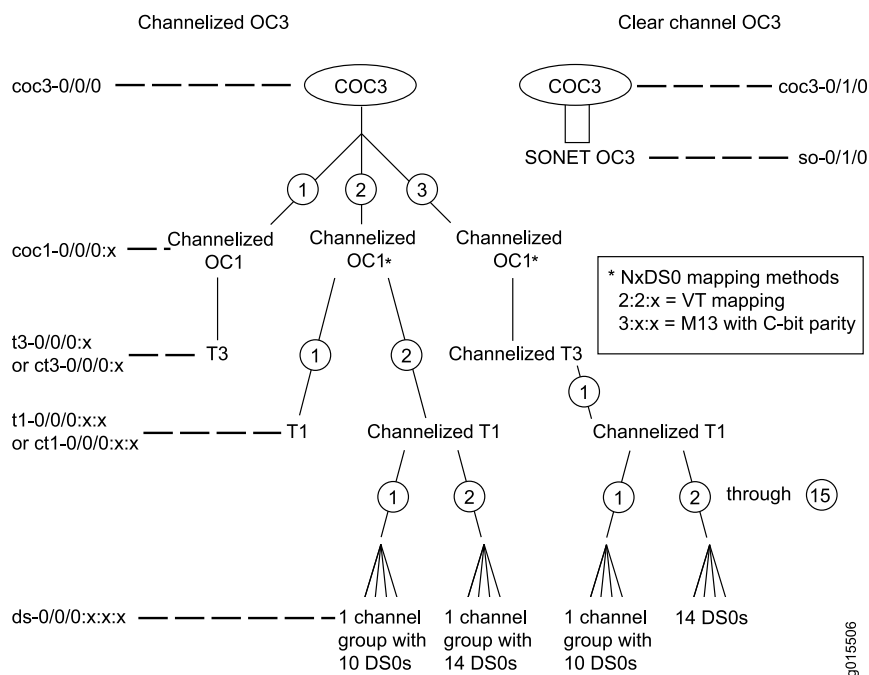 Channelized OC3
Clear channel OC3
coc3-0/0/0
COC3
COC3
coc3-0/1/0
SONET OC3
so-0/1/0
1
2
3
coc1-0/0/0:x
Channelized
OC1
Channelized
OC1*
Channelized
OC1*
* NxDS0 mapping methods
2:2:x = VT mapping
3:x:x = M13 with C-bit parity
t3-0/0/0:x
or ct3-0/0/0:x
T3
1
2
Channelized T3
1
t1-0/0/0:x:x
or ct1-0/0/0:x:x
T1
Channelized T1
Channelized T1
1
2
1
2
through
15
ds-0/0/0:x:x:x
1 channel
group with
10 DS0s
1 channel
group with
14 DS0s
1 channel
group with
10 DS0s
14 DS0s
g015506